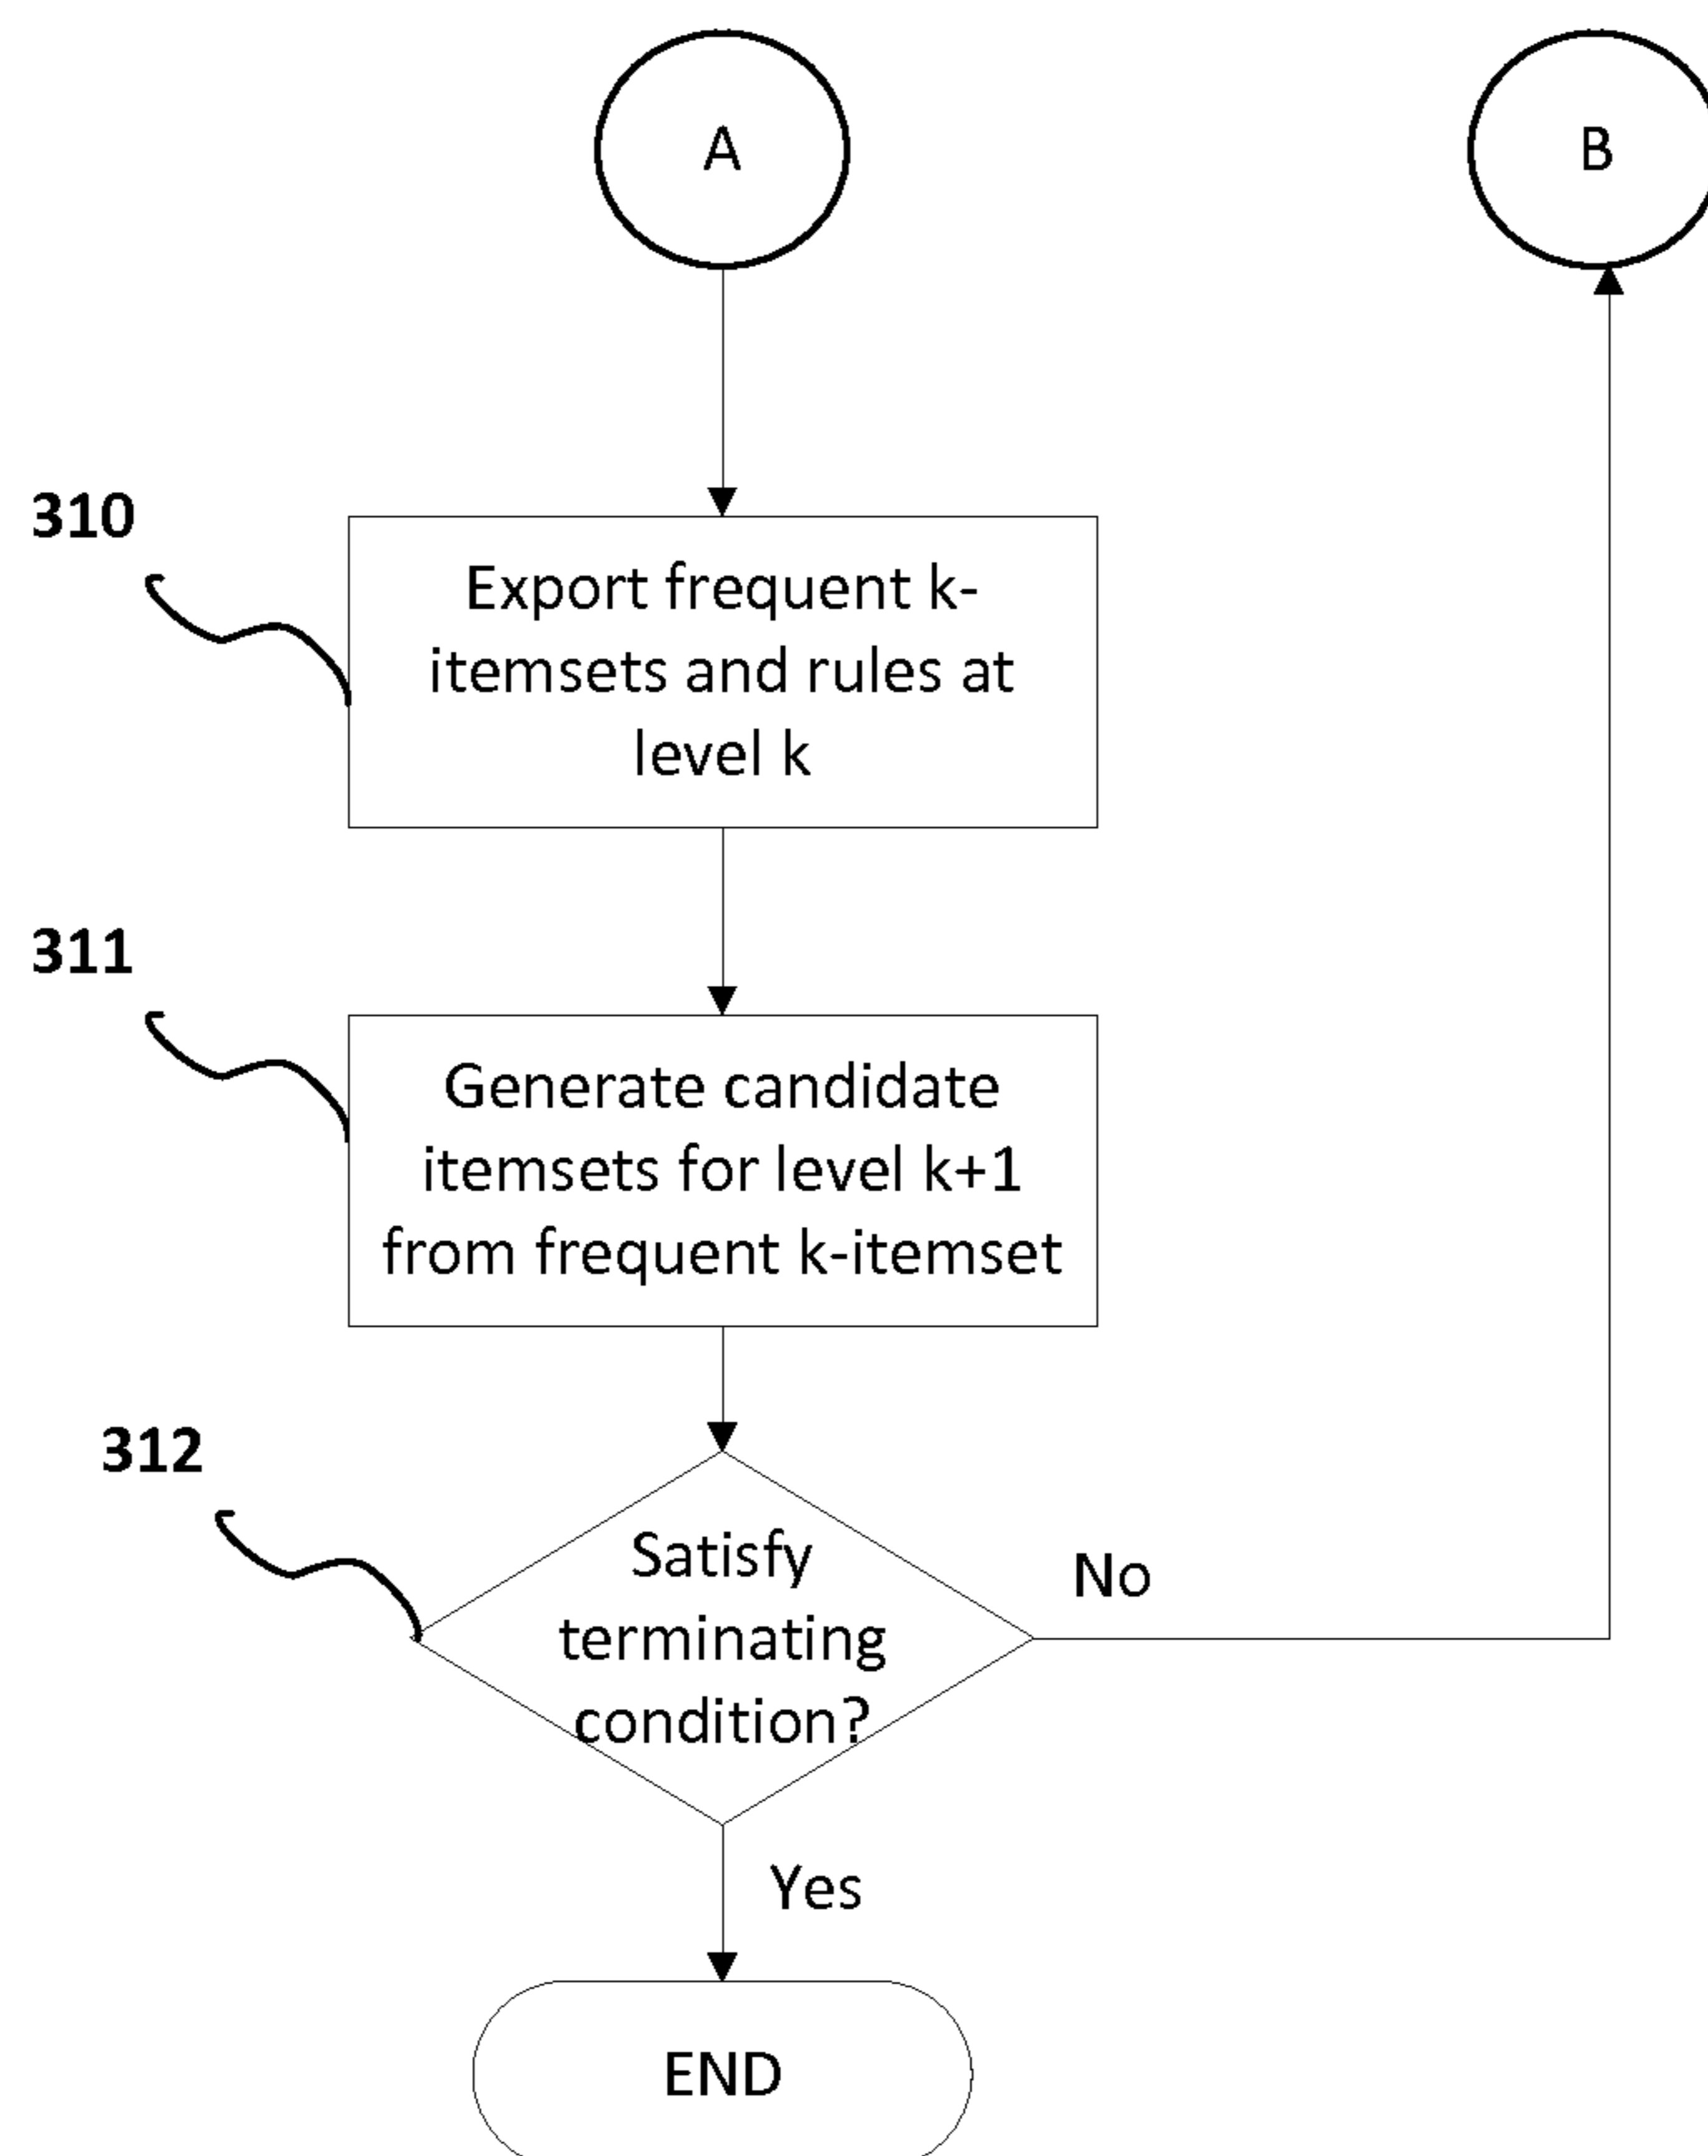 A
B
310
Export frequent k-
itemsets and rules at
level k
311
Generate candidate
itemsets for level k+1
from frequent k-itemset
312
Satisfy
terminating
condition?
No
Yes
END